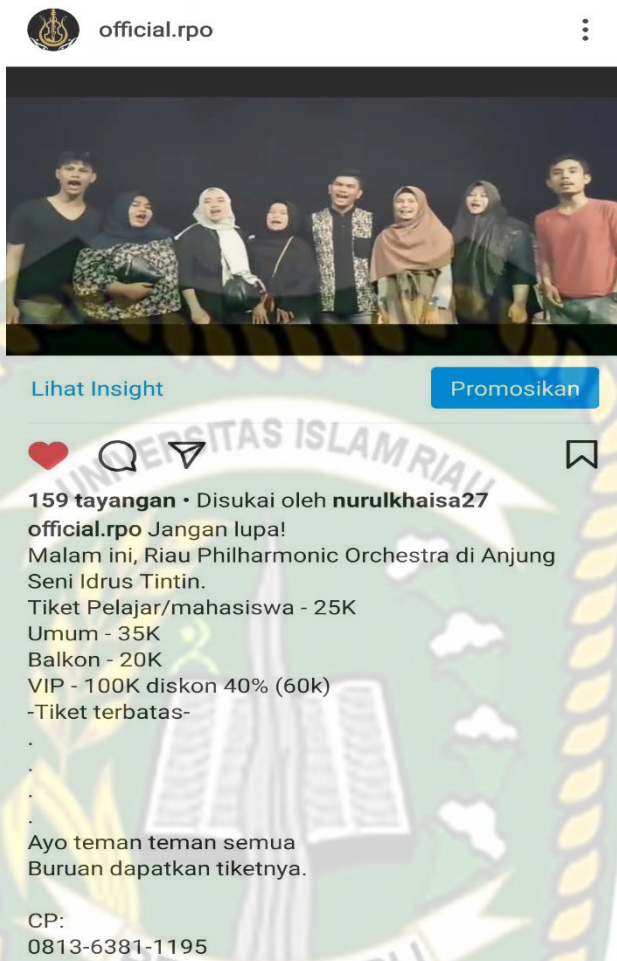 official.rpo
Lihat Insight
Promosikan
UNIVERSITAS ISLAM RIAU
159 tayangan • Disukai oleh nurulkhaisa27
official.rpo Jangan lupa!
Malam ini, Riau Philharmonic Orchestra di Anjung
Seni Idrus Tintin.
Tiket Pelajar/mahasiswa - 25K
Umum - 35K
Balkon - 20K
VIP - 100K diskon 40% (60k)
-Tiket terbatas-
.
.
.
.
Ayo teman teman semua
Buruan dapatkan tiketnya.
CP:
0813-6381-1195